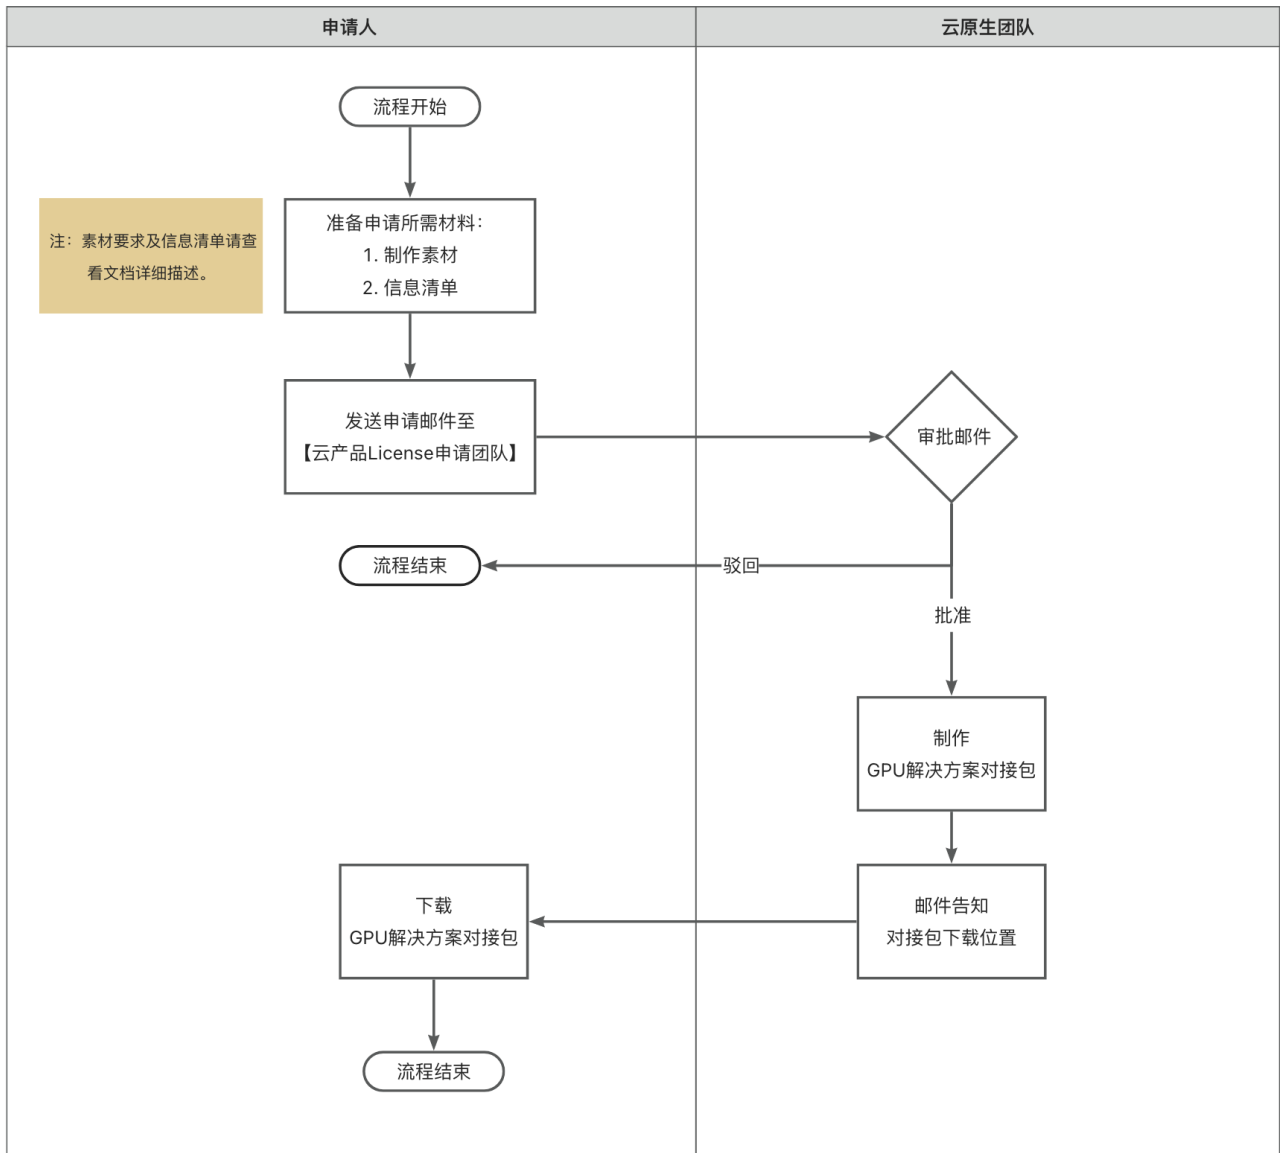 申请人
云原生团队
流程开始
注：素材要求及信息清单请查
看文档详细描述。
准备申请所需材料：
1. 制作素材
2. 信息清单
发送申请邮件至
【云产品License申请团队】
审批邮件
流程结束
驳回
批准
制作
GPU解决方案对接包
下载
GPU解决方案对接包
邮件告知
对接包下载位置
流程结束